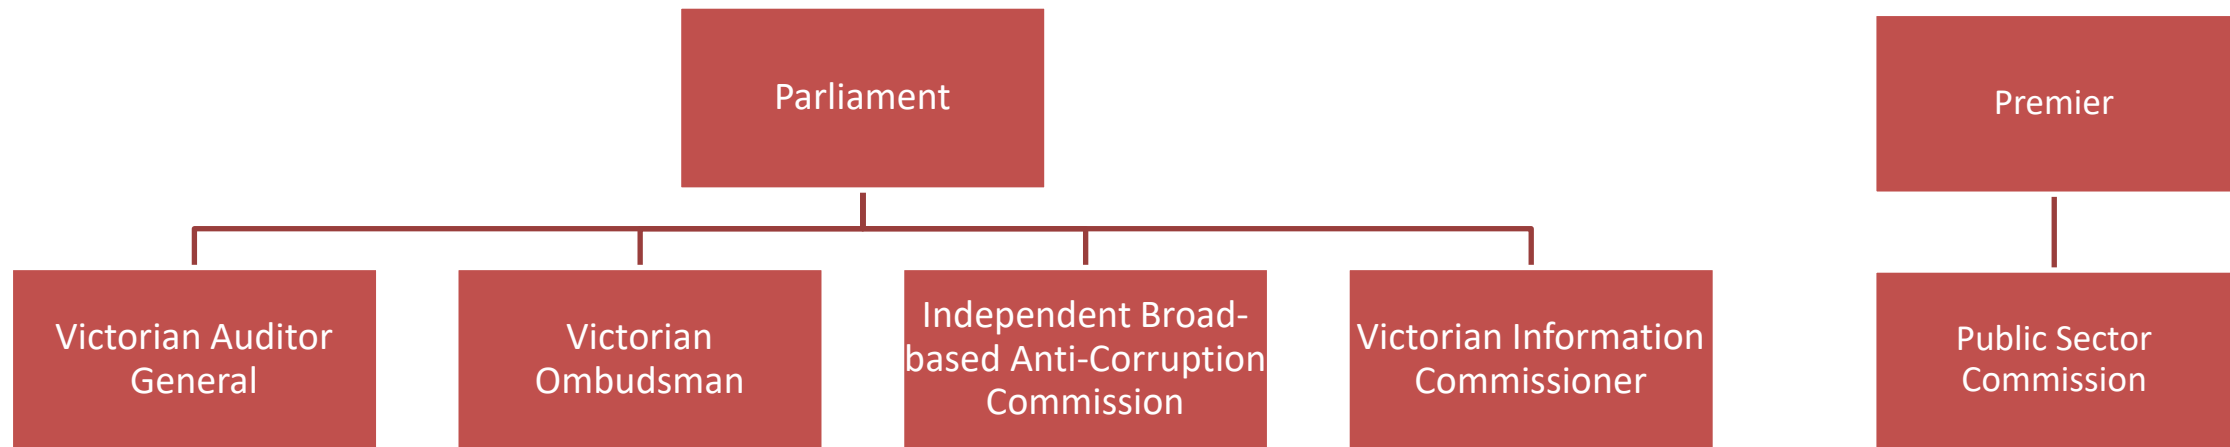 Parliament
Premier
Victorian Auditor
General
Victorian
Ombudsman
Independent Broad-
based Anti-Corruption
Commission
Victorian Information
Commissioner
Public Sector
Commission